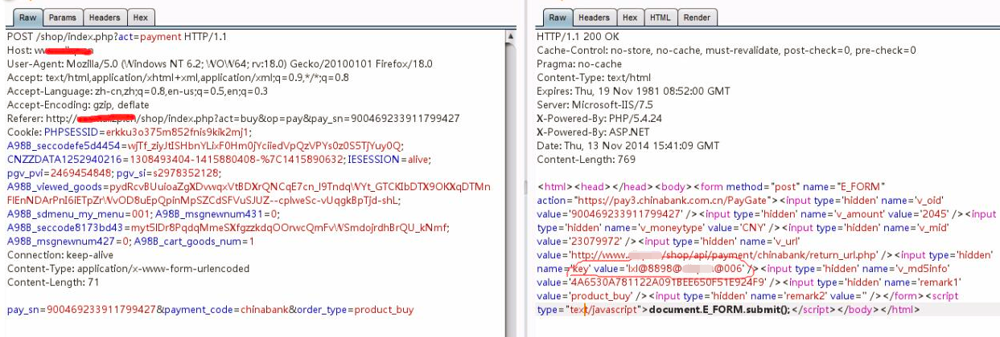 Raw Params Headers Hex
POST /shop/index.php?act=payment HTTP/1.1
Host:
User-Agent: Mozilla/5.0 (Windows NT 6.2; WOW64; rv:18.0) Gecko/20100101 Firefox/18.0
Accept: text/html,application/xhtml+xml,application/xml;q=0.9,*/*;q=0.8
Accept-Language: zh-cn,zh;q=0.8,en-us;q=0.5,en;q=0.3
Accept-Encoding: gzip, deflate
Referer: http:// /shop/index.php?act=buy&op=pay&pay_sn=900469233911799427
Cookie: PHPSESSID=erkku3o375m852fnis9kik2mj1;
A98B_seccodefe5d4454=wjTf_ziyJtISHbnYLixF0Hm0jYciiedVpQzVPYs0z0S5TjYuy0Q;
CNZZDATA1252940216=1308493404-1415880408-%7C1415890632; IESESSION=alive;
pgv_pvi=2469454848; pgv_si=s2978352128;
A98B_viewed_goods=pydRcvBUuioaZgXDvwqxVtBDXrQNCqE7cn_I9TndqWYt_GTCKIbDTX9OKXqDTMn
FIEnNDArPnI6iETpZrWvOD8uEpQpinMpSZCdSFVuSJUZ--cplweSc-vUqgkBpTjd-shL;
A98B_sdmenu_my_menu=001; A98B_msgnewnum431=0;
A98B_seccode8173bd43=myt5lDr8PqdqMmeSXfgzzkdqOOrwcQmFvWSmdojrdhBrQU_kNmf;
A98B_msgnewnum427=0; A98B_cart_goods_num=1
Connection: keep-alive
Content-Type: application/x-www-form-urlencoded
Content-Length: 71
pay_sn=900469233911799427&payment_code=chinabank&order_type=product_buy
Raw Headers Hex HTML Render
HTTP/1.1 200 OK
Cache-Control: no-store, no-cache, must-revalidate, post-check=0, pre-check=0
Pragma: no-cache
Content-Type: text/html
Expires: Thu, 19 Nov 1981 08:52:00 GMT
Server: Microsoft-IIS/7.5
X-Powered-By: PHP/5.4.24
X-Powered-By: ASP.NET
Date: Thu, 13 Nov 2014 15:41:09 GMT
Content-Length: 769
<html><head></head><body><form method="post" name="E_FORM"
action="https://pay3.chinabank.com.cn/PayGate"><input type='hidden' name='v_oid'
value='900469233911799427' /><input type='hidden' name='v_amount' value='2045' /><input
type='hidden' name='v_moneytype' value='CNY' /><input type='hidden' name='v_mid'
value='23079972' /><input type='hidden' name='v_url'
value='http://www. /shop/api/payment/chinabank/return_url.php' /><input type='hidden'
name='key' value=' @8898@ @006' /><input type='hidden' name='v_md5info'
value='4A6530A781122A091BEE650F51E924F9' /><input type='hidden' name='remark1'
value='product_buy' /><input type='hidden' name='remark2' value='' /></form><script
type="text/javascript">document.E_FORM.submit();</script></body></html>